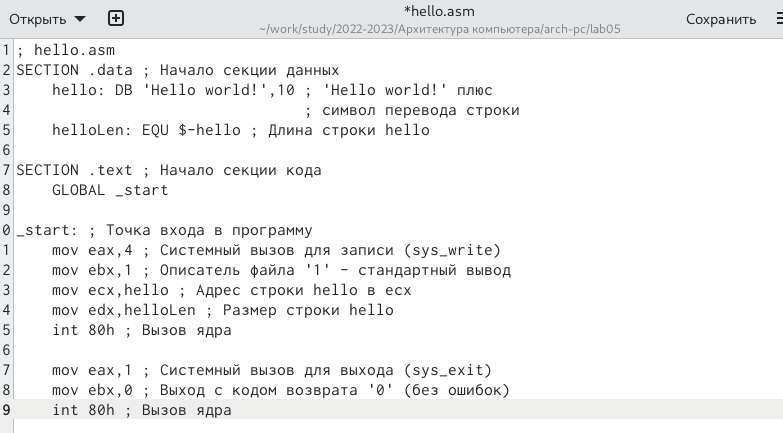 Открыть
*hello.asm
~/work/study/2022-2023/Архитектура компьютера/arch-pc/lab05
Сохранить
1 ; hello.asm
2 SECTION .data ; Начало секции данных
3     hello: DB 'Hello world!',10 ; 'Hello world!' плюс
4                                 ; символ перевода строки
5     helloLen: EQU $-hello ; Длина строки hello
6
7 SECTION .text ; Начало секции кода
8     GLOBAL _start
9
0 _start: ; Точка входа в программу
1     mov eax,4 ; Системный вызов для записи (sys_write)
2     mov ebx,1 ; Описатель файла '1' - стандартный вывод
3     mov ecx,hello ; Адрес строки hello в ecx
4     mov edx,helloLen ; Размер строки hello
5     int 80h ; Вызов ядра
6
7     mov eax,1 ; Системный вызов для выхода (sys_exit)
8     mov ebx,0 ; Выход с кодом возврата '0' (без ошибок)
9     int 80h ; Вызов ядра